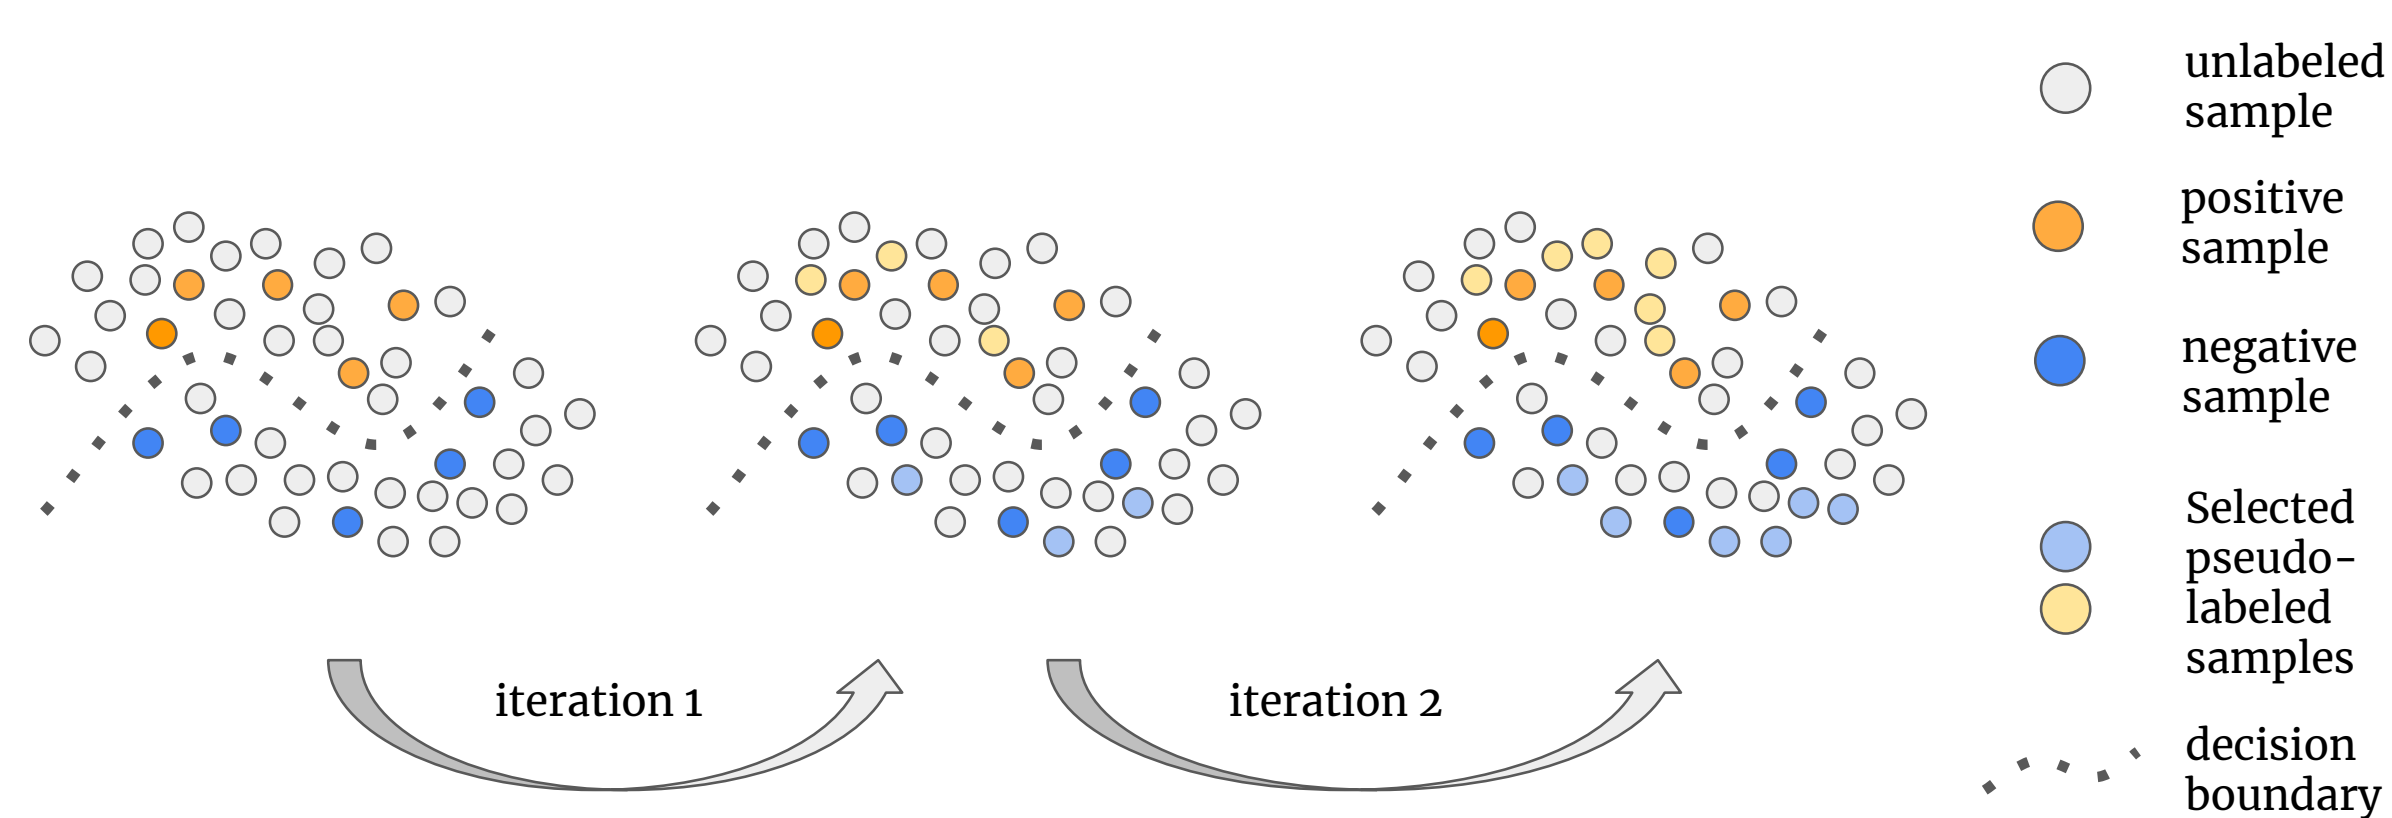 unlabeled
sample
positive
sample
negative
sample
Selected
pseudo-
labeled
samples
decision
boundary
iteration 1
iteration 2